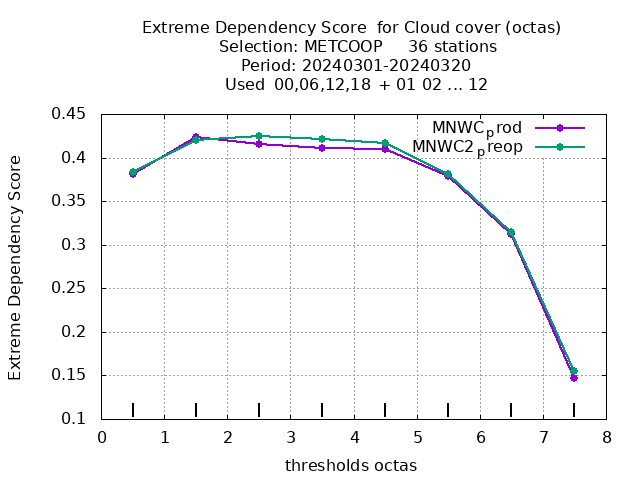 Extreme Dependency Score  for Cloud cover (octas)
Selection: METCOOP     36 stations
Period: 20240301-20240320
Used  00,06,12,18 + 01 02 ... 12
MNWCprod
MNWC2preop
Extreme Dependency Score
0.45
0.4
0.35
0.3
0.25
0.2
0.15
0.1
0 1 2 3 4 5 6 7 8
thresholds octas